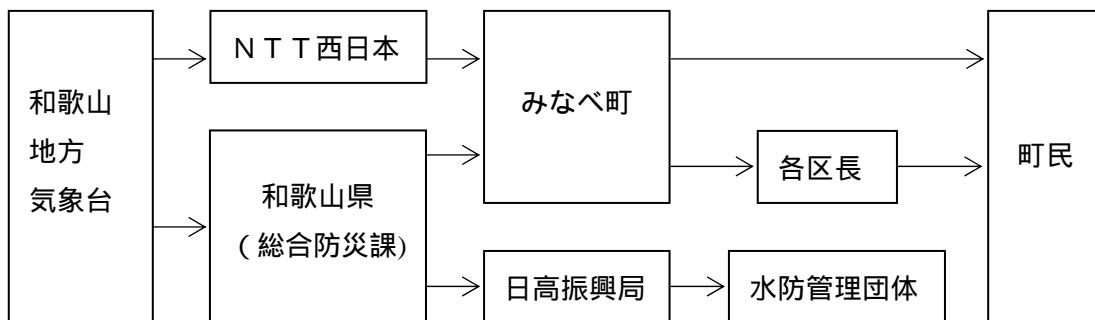 和歌山
地方
気象台
NTT西日本
和歌山県
(総合防災課)
みなべ町
日高振興局
各区長
水防管理団体
町民